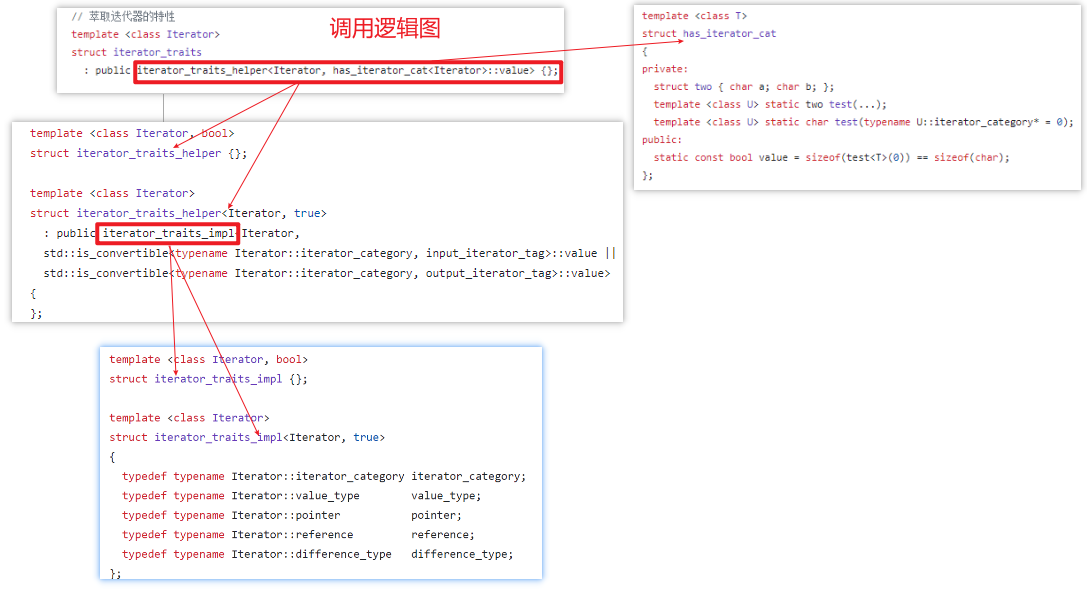 // 萃取迭代器的特性
template <class Iterator>
struct iterator_traits
  : public iterator_traits_helper<Iterator, has_iterator_cat<Iterator>::value> {};
调用逻辑图
template <class T>
struct has_iterator_cat
{
private:
  struct two { char a; char b; };
  template <class U> static two test(...);
  template <class U> static char test(typename U::iterator_category* = 0);
public:
  static const bool value = sizeof(test<T>(0)) == sizeof(char);
};
template <class Iterator, bool>
struct iterator_traits_helper {};
template <class Iterator>
struct iterator_traits_helper<Iterator, true>
  : public iterator_traits_impl<Iterator,
  std::is_convertible<typename Iterator::iterator_category, input_iterator_tag>::value ||
  std::is_convertible<typename Iterator::iterator_category, output_iterator_tag>::value>
{
};
template <class Iterator, bool>
struct iterator_traits_impl {};
template <class Iterator>
struct iterator_traits_impl<Iterator, true>
{
  typedef typename Iterator::iterator_category iterator_category;
  typedef typename Iterator::value_type        value_type;
  typedef typename Iterator::pointer           pointer;
  typedef typename Iterator::reference         reference;
  typedef typename Iterator::difference_type   difference_type;
};